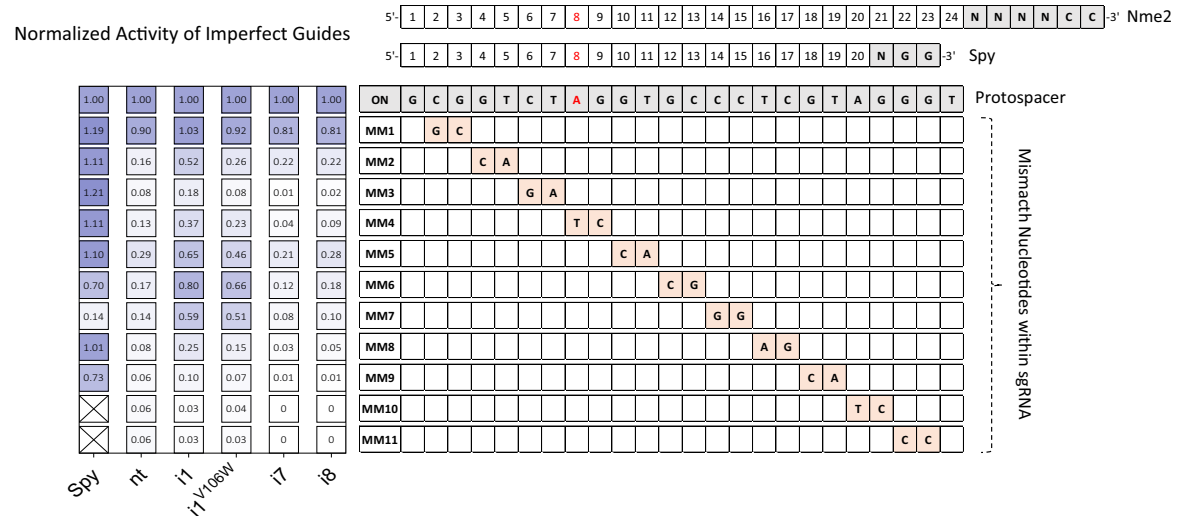 5'- 1 2 3 4 5 6 7 8 9 10 11 12 13 14 15 16 17 18 19 20 21 22 23 24 N N N N C C -3' Nme2
Normalized Activity of Imperfect Guides
5'- 1 2 3 4 5 6 7 8 9 10 11 12 13 14 15 16 17 18 19 20 N G G -3' Spy
1.00 1.00 1.00 1.00 1.00 1.00 ON G C G G T C T A G G T G C C C T C G T A G G G T Protospacer
1.19 0.90 1.03 0.92 0.81 0.81 MM1 G C
1.11 0.16 0.52 0.26 0.22 0.22 MM2 C A
1.21 0.08 0.18 0.08 0.01 0.02 MM3 G A
1.11 0.13 0.37 0.23 0.04 0.09 MM4 T C
1.10 0.29 0.65 0.46 0.21 0.28 MM5 C A
0.70 0.17 0.80 0.66 0.12 0.18 MM6 C G
0.14 0.14 0.59 0.51 0.08 0.10 MM7 G G
1.01 0.08 0.25 0.15 0.03 0.05 MM8 A G
0.73 0.06 0.10 0.07 0.01 0.01 MM9 C A
0.06 0.03 0.04 0 0 MM10 T C
0.06 0.03 0.03 0 0 MM11 C C
Spy nt i1 i1V106W i7 i8
Mismacth Nucleotides within sgRNA